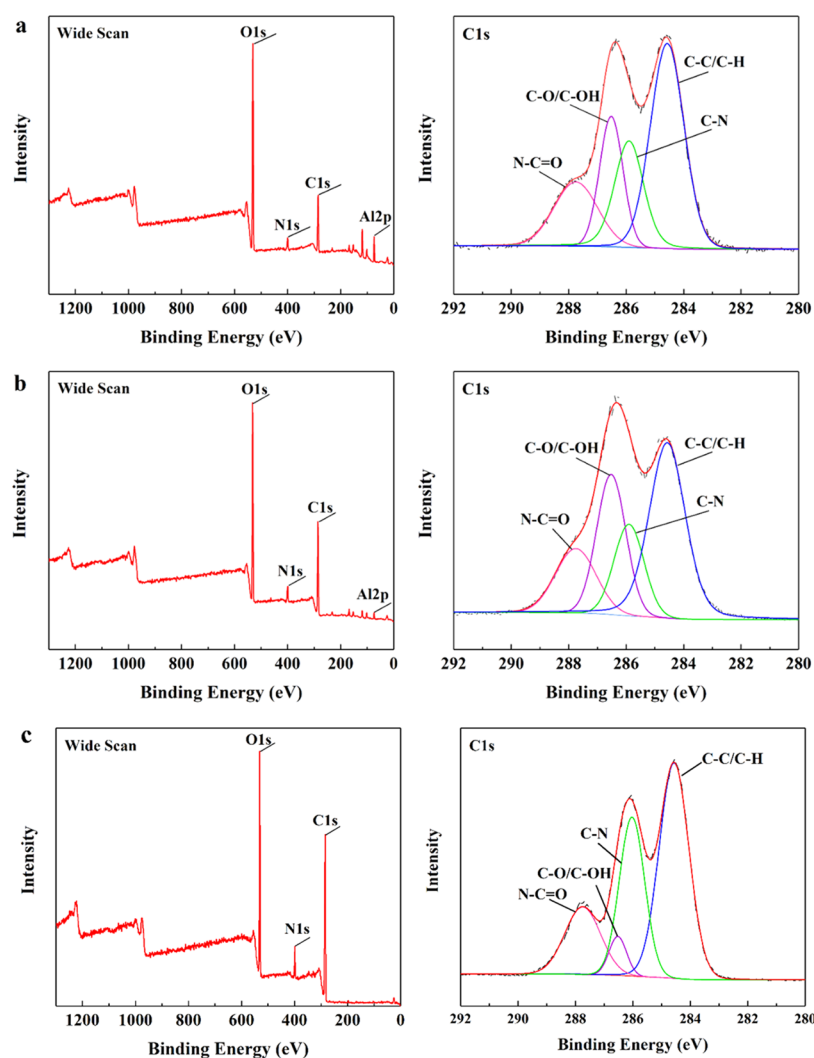 a
Wide Scan
O1s
C1s
N1s
Al2p
Intensity
1200 1000 800 600 400 200 0
Binding Energy (eV)
C1s
C-C/C-H
C-O/C-OH
C-N
N-C=O
Intensity
292 290 288 286 284 282 280
Binding Energy (eV)
b
Wide Scan
O1s
C1s
N1s
Al2p
Intensity
1200 1000 800 600 400 200 0
Binding Energy (eV)
C1s
C-O/C-OH
C-C/C-H
C-N
N-C=O
Intensity
292 290 288 286 284 282 280
Binding Energy (eV)
c
Wide Scan
O1s
C1s
N1s
Intensity
1200 1000 800 600 400 200 0
Binding Energy (eV)
C1s
C-C/C-H
C-N
C-O/C-OH
N-C=O
Intensity
292 290 288 286 284 282 280
Binding Energy (eV)